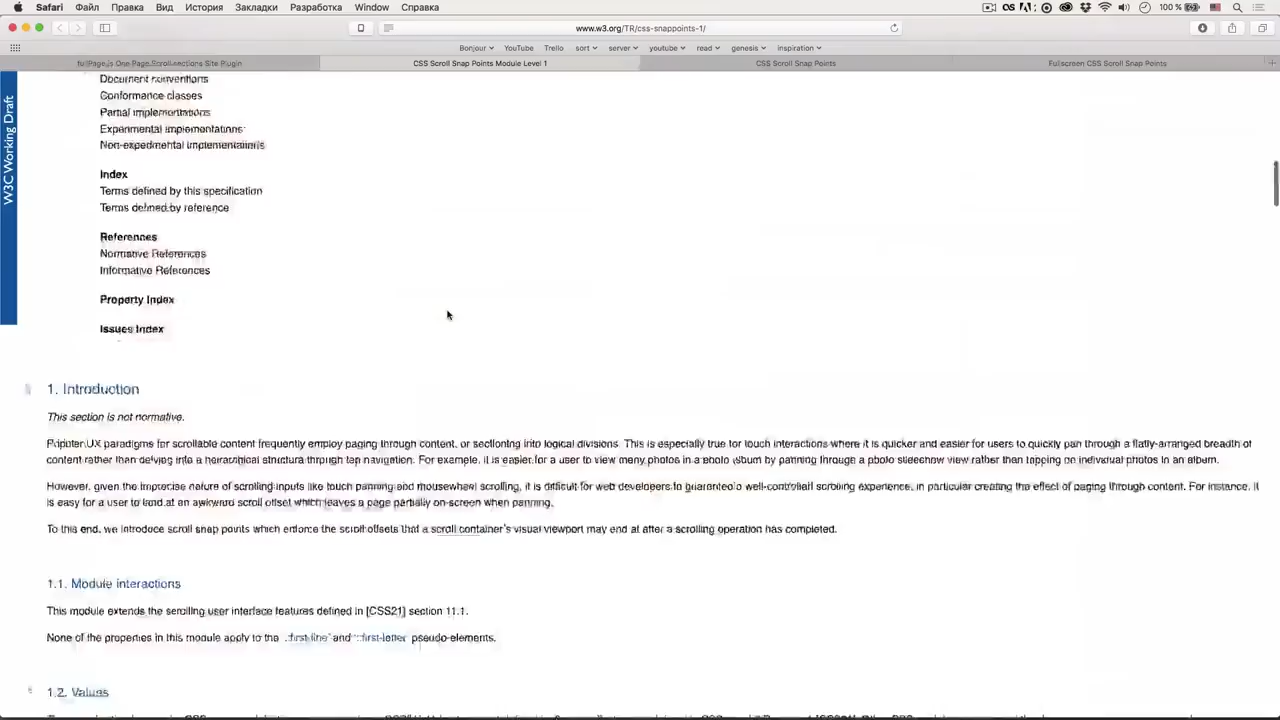 Safari Файл Правка Вид История Закладки Разработка Window Справка 100 %
www.w3.org/TR/css-snappoints-1/
Bonjour YouTube Trello sort server youtube read genesis inspiration
fullPage.js One Page Scroll Sections Site Plugin CSS Scroll Snap Points Module Level 1 CSS Scroll Snap Points Fullscreen CSS Scroll Snap Points
W3C Working Draft
Document conventions
Conformance classes
Partial implementations
Experimental implementations
Non-experimental implementations
Index
Terms defined by this specification
Terms defined by reference
References
Normative References
Informative References
Property Index
Issues Index
§ 1. Introduction
This section is not normative.
Popular UX paradigms for scrollable content frequently employ paging through content, or sectioning into logical divisions. This is especially true for touch interactions where it is quicker and easier for users to quickly pan through a flatly-arranged breadth of
content rather than delving into a hierarchical structure through tap navigation. For example, it is easier for a user to view many photos in a photo album by panning through a photo slideshow view rather than tapping on individual photos in an album.
However, given the imprecise nature of scrolling inputs like touch panning and mousewheel scrolling, it is difficult for web developers to guarantee a well-controlled scrolling experience, in particular creating the effect of paging through content. For instance, it
is easy for a user to land at an awkward scroll offset which leaves a page partially on-screen when panning.
To this end, we introduce scroll snap points which enforce the scroll offsets that a scroll container's visual viewport may end at after a scrolling operation has completed.
1.1. Module interactions
This module extends the scrolling user interface features defined in [CSS21] section 11.1.
None of the properties in this module apply to the ::first-line and ::first-letter pseudo-elements.
§ 1.2. Values